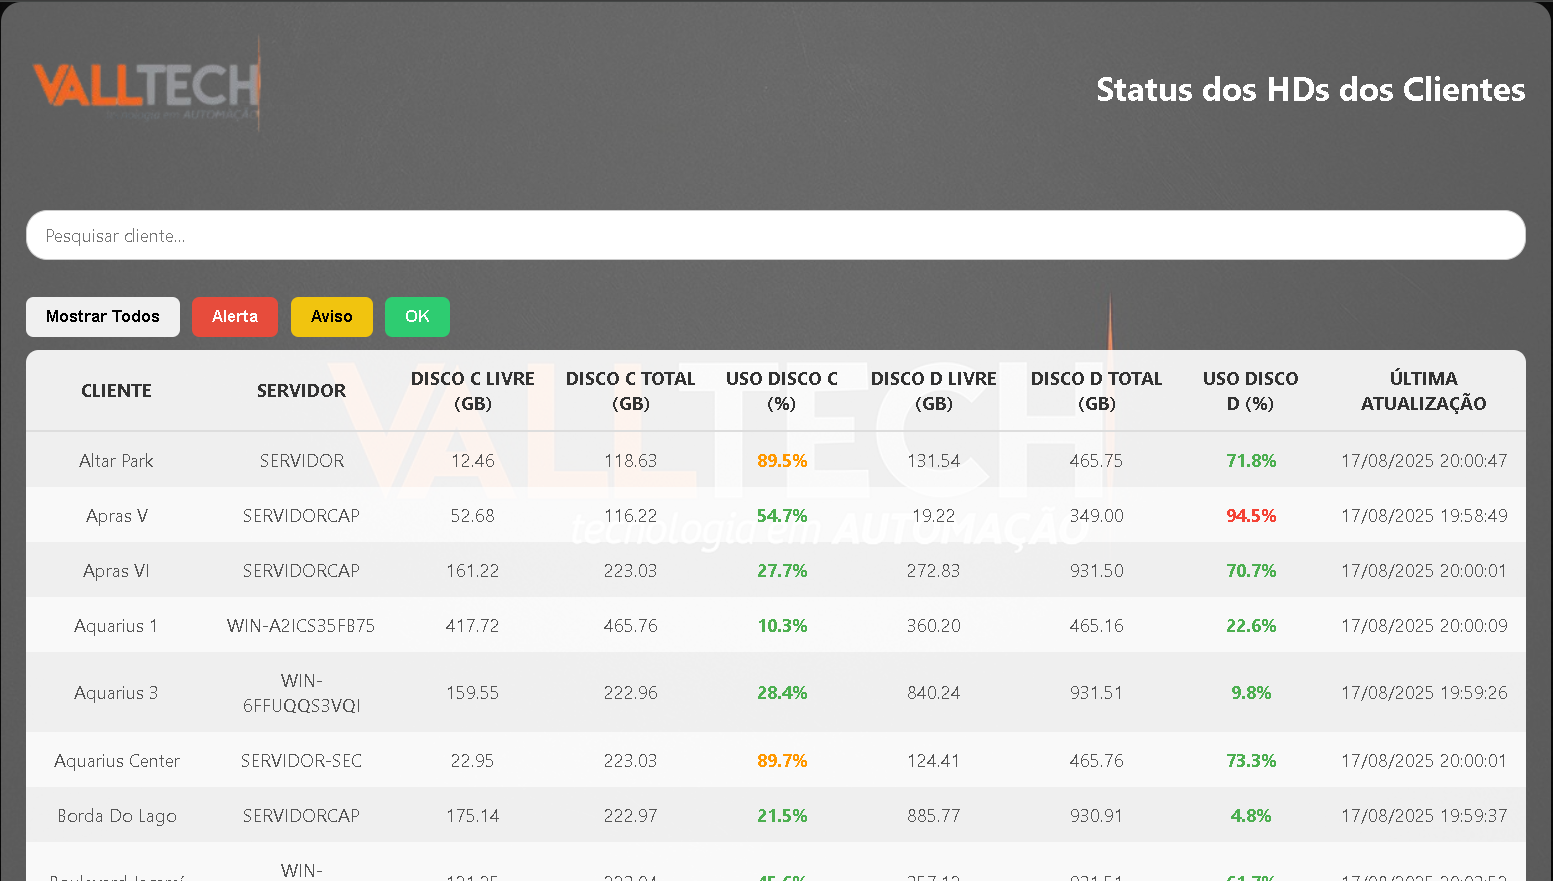 VALLTECH
tecnologia em AUTOMAÇÃO
Status dos HDs dos Clientes
Pesquisar cliente...
Mostrar Todos Alerta Aviso OK
CLIENTE SERVIDOR DISCO C LIVRE (GB) DISCO C TOTAL (GB) USO DISCO C (%) DISCO D LIVRE (GB) DISCO D TOTAL (GB) USO DISCO D (%) ÚLTIMA ATUALIZAÇÃO
VALLTECH
Altar Park SERVIDOR 12.46 118.63 89.5% 131.54 465.75 71.8% 17/08/2025 20:00:47
Apras V SERVIDORCAP 52.68 116.22 54.7% 19.22 349.00 94.5% 17/08/2025 19:58:49
tecnologia em AUTOMAÇÃO
Apras VI SERVIDORCAP 161.22 223.03 27.7% 272.83 931.50 70.7% 17/08/2025 20:00:01
Aquarius 1 WIN-A2ICS35FB75 417.72 465.76 10.3% 360.20 465.16 22.6% 17/08/2025 20:00:09
Aquarius 3 WIN-6FFUQQS3VQI 159.55 222.96 28.4% 840.24 931.51 9.8% 17/08/2025 19:59:26
Aquarius Center SERVIDOR-SEC 22.95 223.03 89.7% 124.41 465.76 73.3% 17/08/2025 20:00:01
Borda Do Lago SERVIDORCAP 175.14 222.97 21.5% 885.77 930.91 4.8% 17/08/2025 19:59:37
WIN-